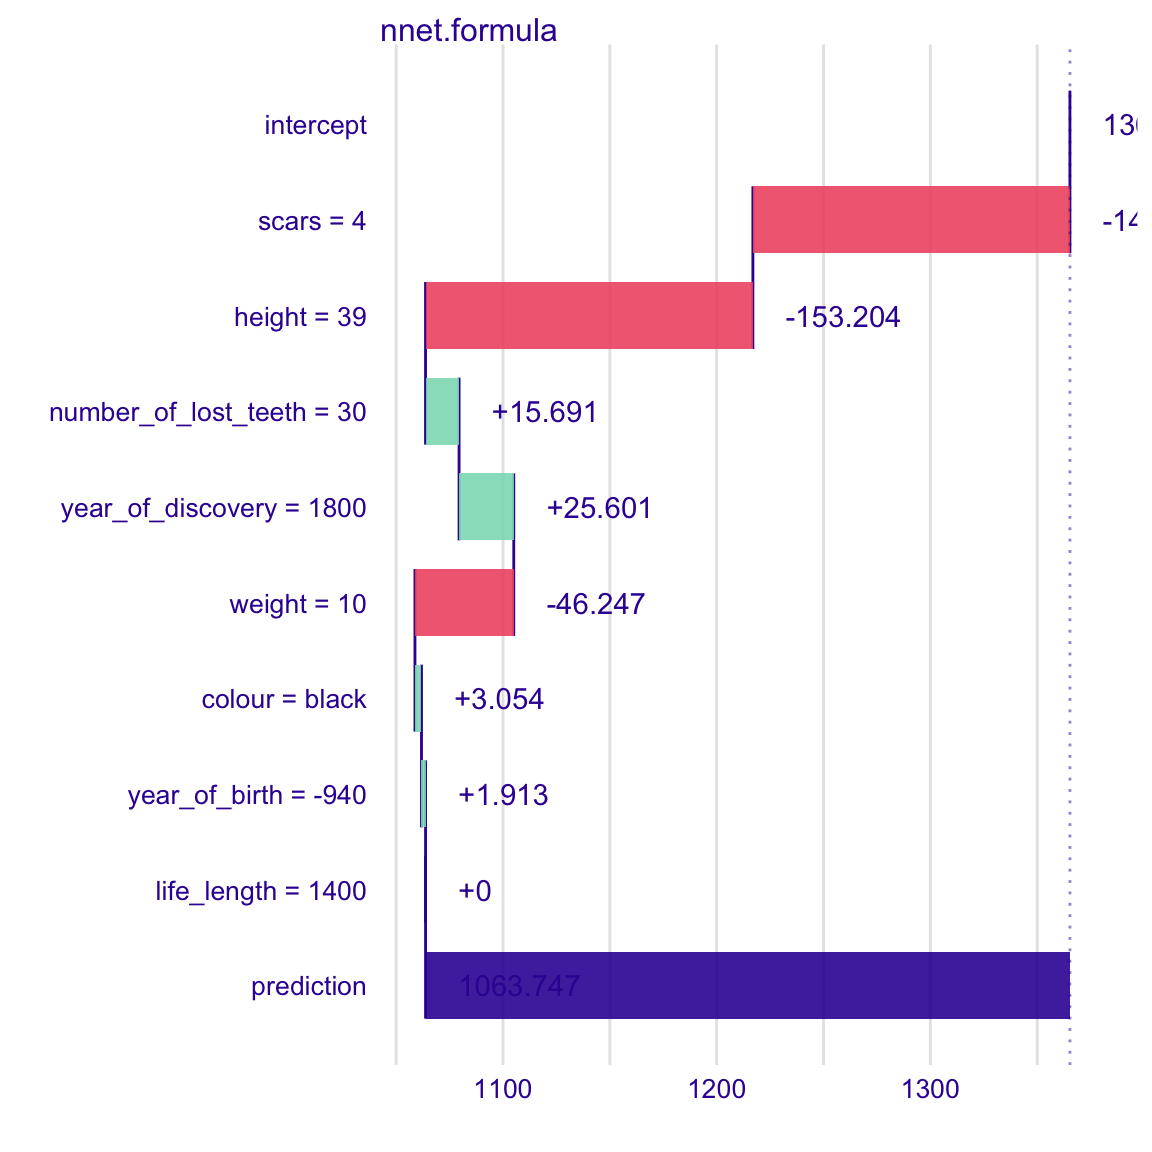 nnet.formula
intercept
scars = 4
-14
height = 39
-153.204
number_of_lost_teeth = 30
+15.691
year_of_discovery = 1800
+25.601
weight = 10
-46.247
colour = black
+3.054
year_of_birth = -940
+1.913
life_length = 1400
+0
prediction
1063.747
1100
1200
1300